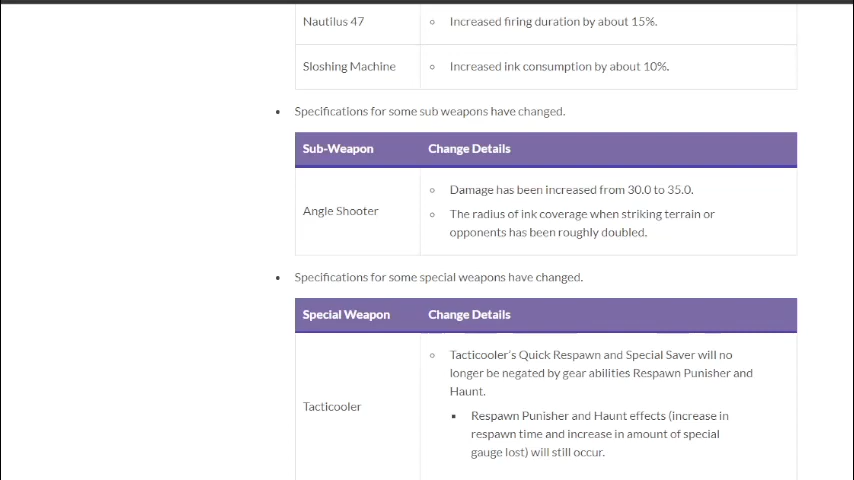 Nautilus 47
Increased firing duration by about 15%.
Sloshing Machine
Increased ink consumption by about 10%.
Specifications for some sub weapons have changed.
Sub-Weapon Change Details
Angle Shooter
Damage has been increased from 30.0 to 35.0.
The radius of ink coverage when striking terrain or
opponents has been roughly doubled.
Specifications for some special weapons have changed.
Special Weapon Change Details
Tacticooler
Tacticooler’s Quick Respawn and Special Saver will no
longer be negated by gear abilities Respawn Punisher and
Haunt.
Respawn Punisher and Haunt effects (increase in
respawn time and increase in amount of special
gauge lost) will still occur.